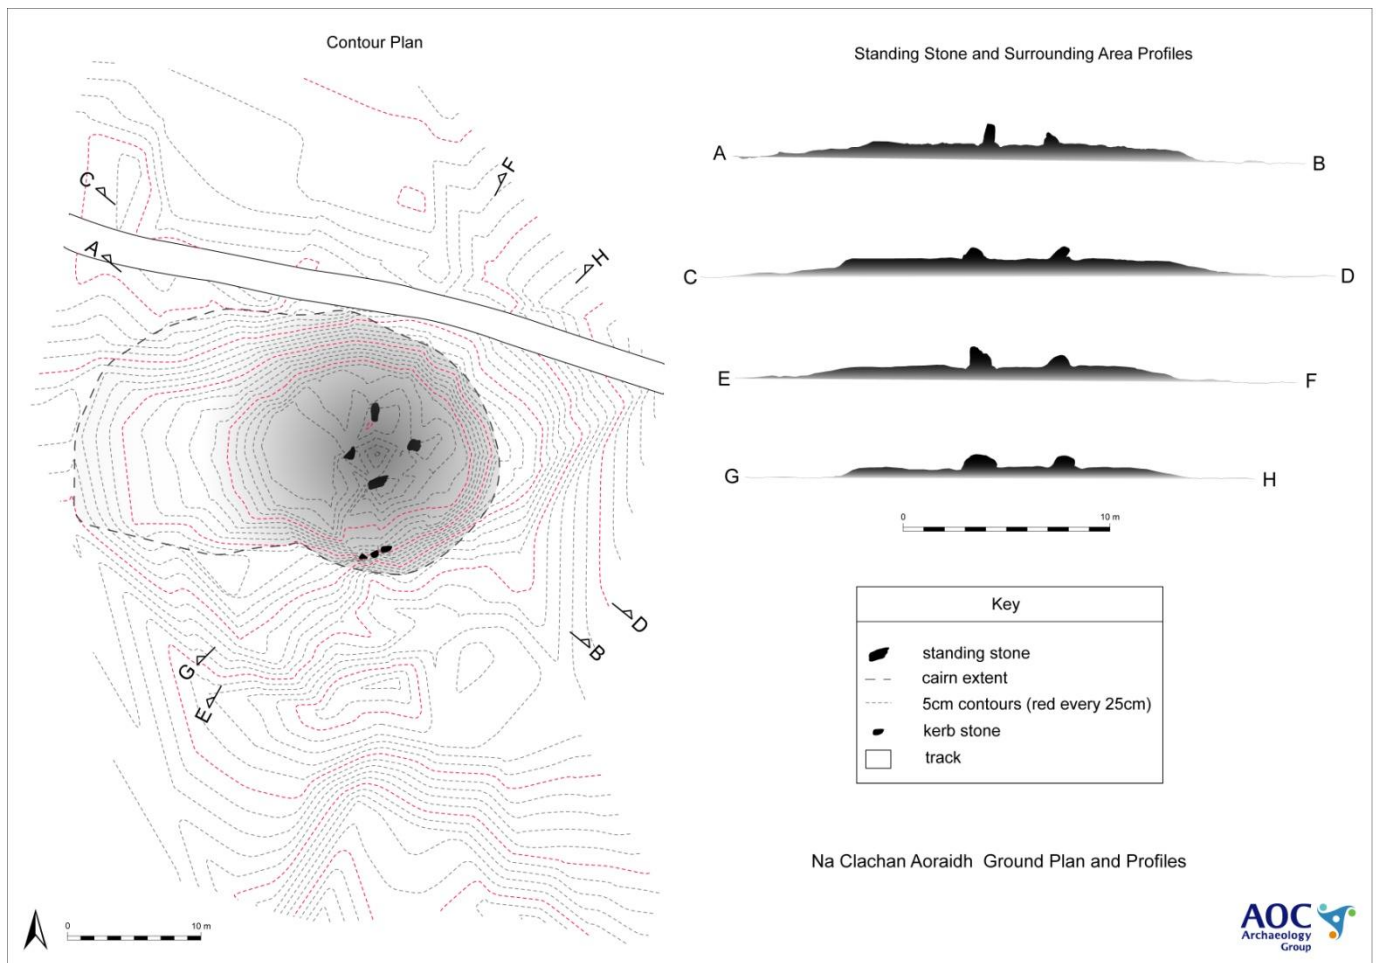 Contour Plan
C
F
A
H
D
B
G
E
0 10 m
Standing Stone and Surrounding Area Profiles
A B
C D
E F
G H
0 10 m
Key
standing stone
cairn extent
5cm contours (red every 25cm)
kerb stone
track
Na Clachan Aoraidh Ground Plan and Profiles
AOC
Archaeology
Group